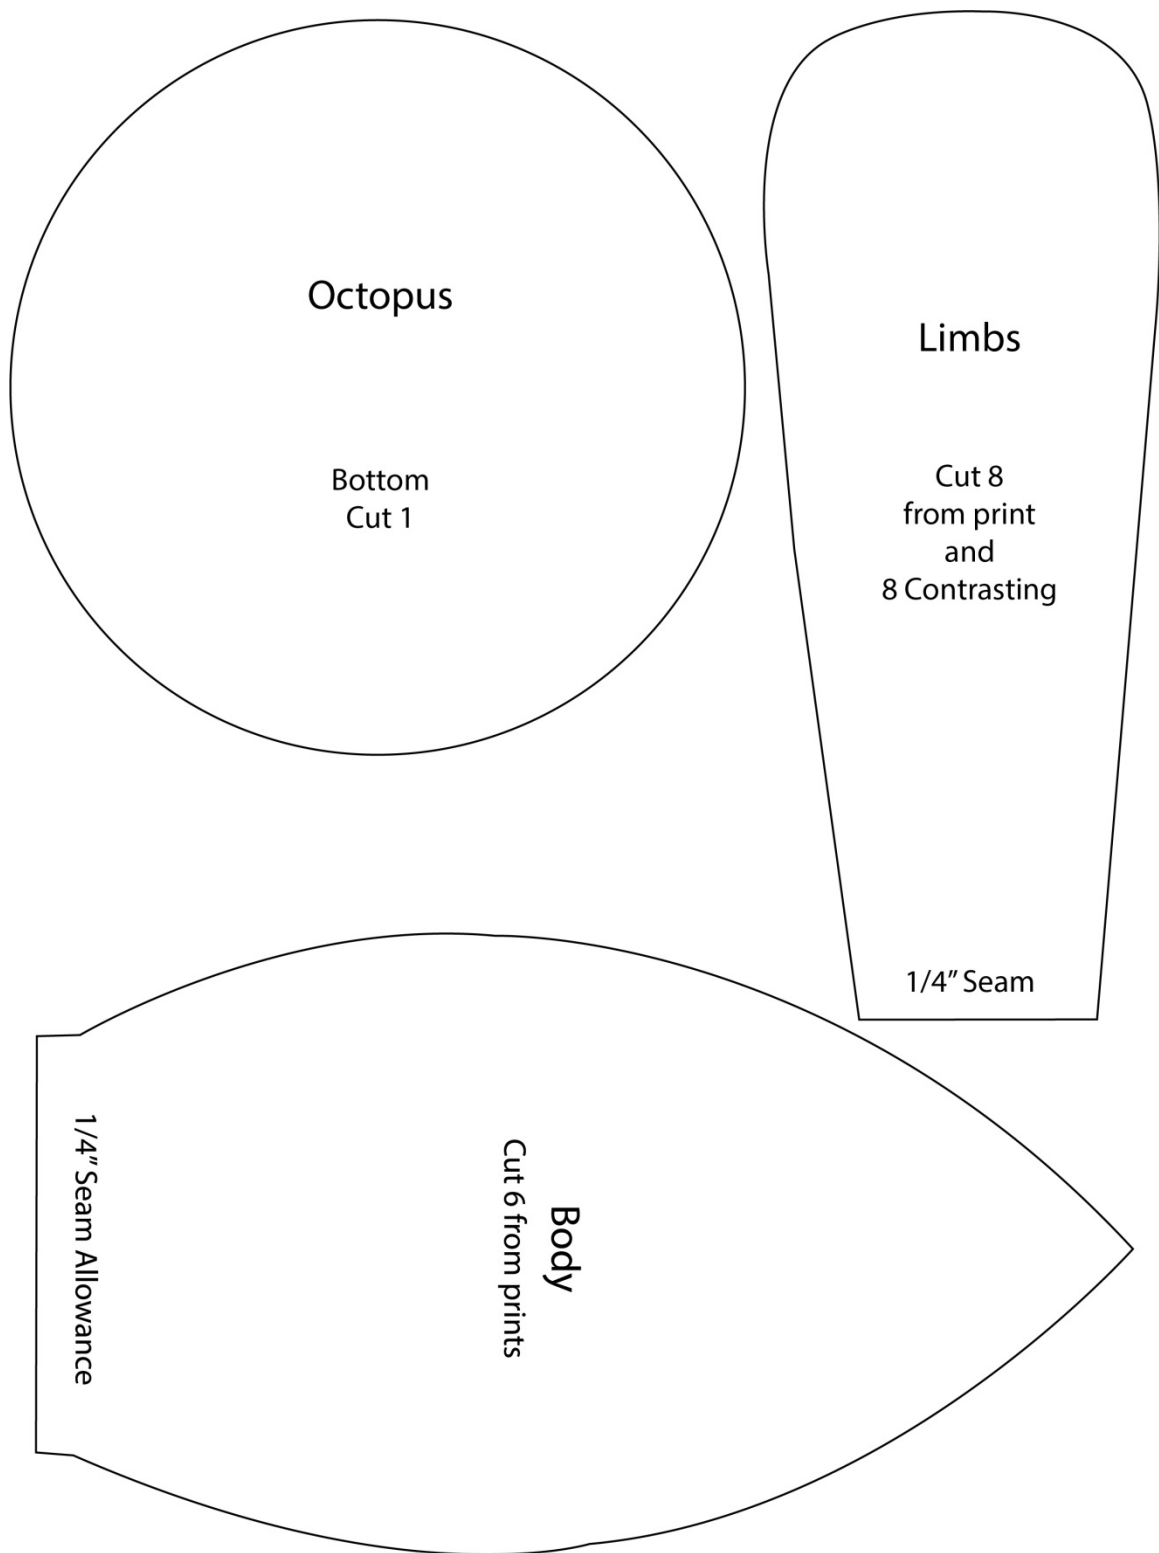 Octopus
Bottom
Cut 1
Limbs
Cut 8
from print
and
8 Contrasting
1/4” Seam
Body
Cut 6 from prints
1/4” Seam Allowance